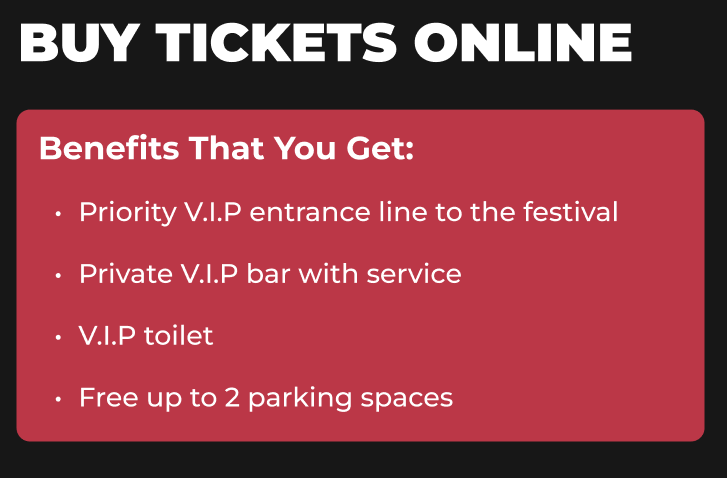 BUY TICKETS ONLINE
Benefits That You Get:
• Priority V.I.P entrance line to the festival
• Private V.I.P bar with service
• V.I.P toilet
• Free up to 2 parking spaces